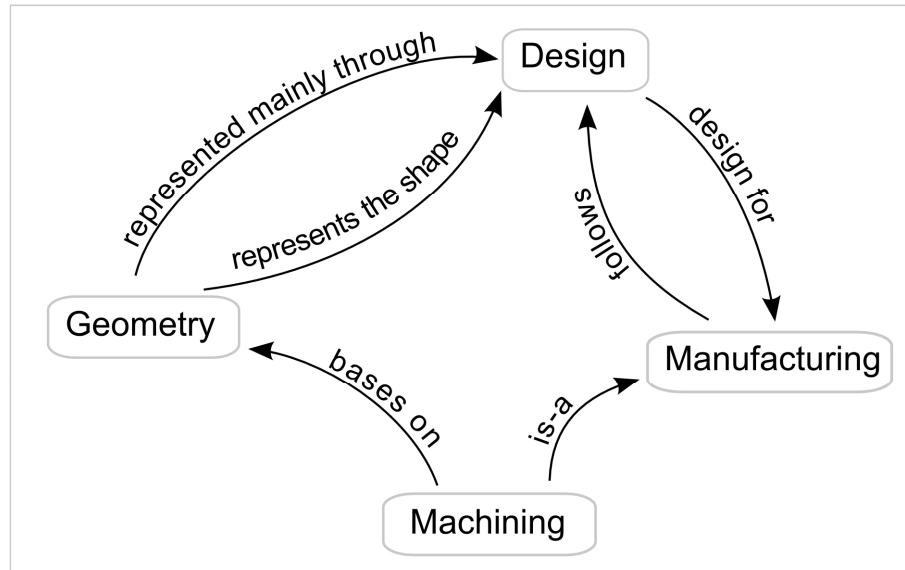 represented mainly through
Design
represents the shape
design for
follows
Geometry
Manufacturing
bases on
is-a
Machining